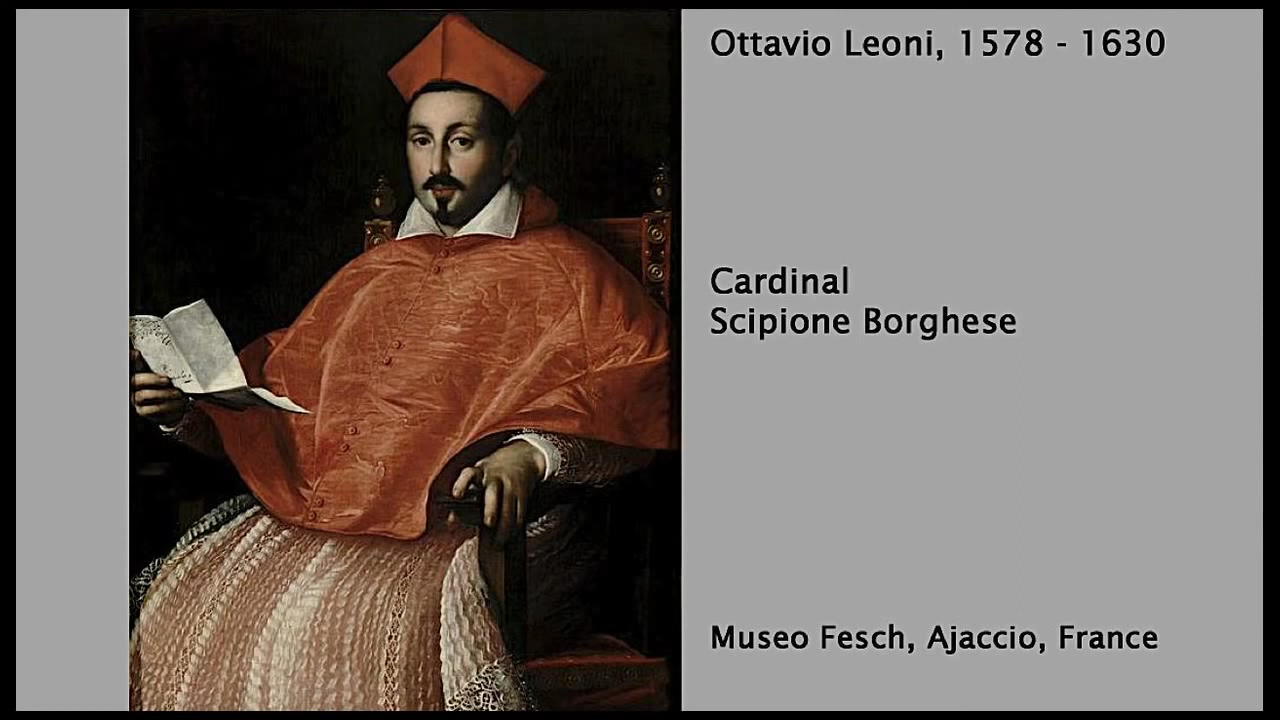 Ottavio Leoni, 1578 - 1630
Cardinal
Scipione Borghese
Museo Fesch, Ajaccio, France